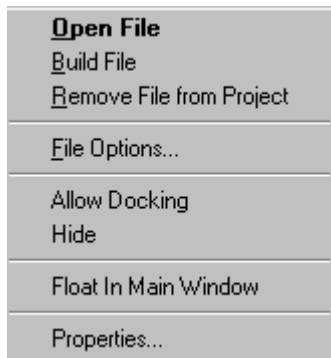 Open File
Build File
Remove File from Project
File Options...
Allow Docking
Hide
Float In Main Window
Properties...